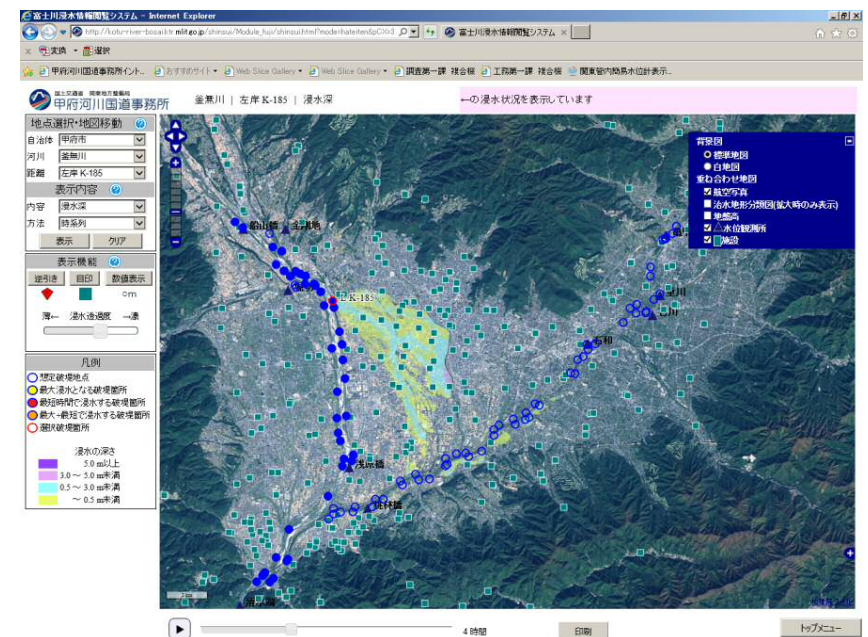 富士川浸水情報閲覧システム - Internet Explorer
富士川浸水情報閲覧システム ×
× 変換 ▾ 選択
甲府河川国道事務所イント... おすすめサイト ▾ Web Slice Gallery ▾ Web Slice Gallery ▾ 調査第一課 複合機 工務第一課 複合機 関東管内簡易水位計表示...
国土交通省 関東地方整備局
甲府河川国道事務所
釜無川 | 左岸 K-185 | 浸水深
←の浸水状況を表示しています
地点選択・地図移動
自治体 甲府市
河川 釜無川
距離 左岸 K-185
表示内容
内容 浸水深
方法 時系列
表示 クリア
表示機能
逆引き 目印 数値表示
○m
薄← 浸水透過度 →濃
凡例
想定破堤地点
最大浸水となる破堤箇所
最短時間で浸水する破堤箇所
最大・最短で浸水する破堤箇所
選択破堤箇所
浸水の深さ
5.0 m以上
3.0 ～ 5.0 m未満
0.5 ～ 3.0 m未満
～ 0.5 m未満
背景図
標準地図
白地図
重ね合わせ地図
航空写真
治水地形分類図(拡大時のみ表示)
地盤高
△水位観測所
施設
船山橋
K-185
石和
浅原橋
桃林橋
4 時間
印刷
トップメニュー